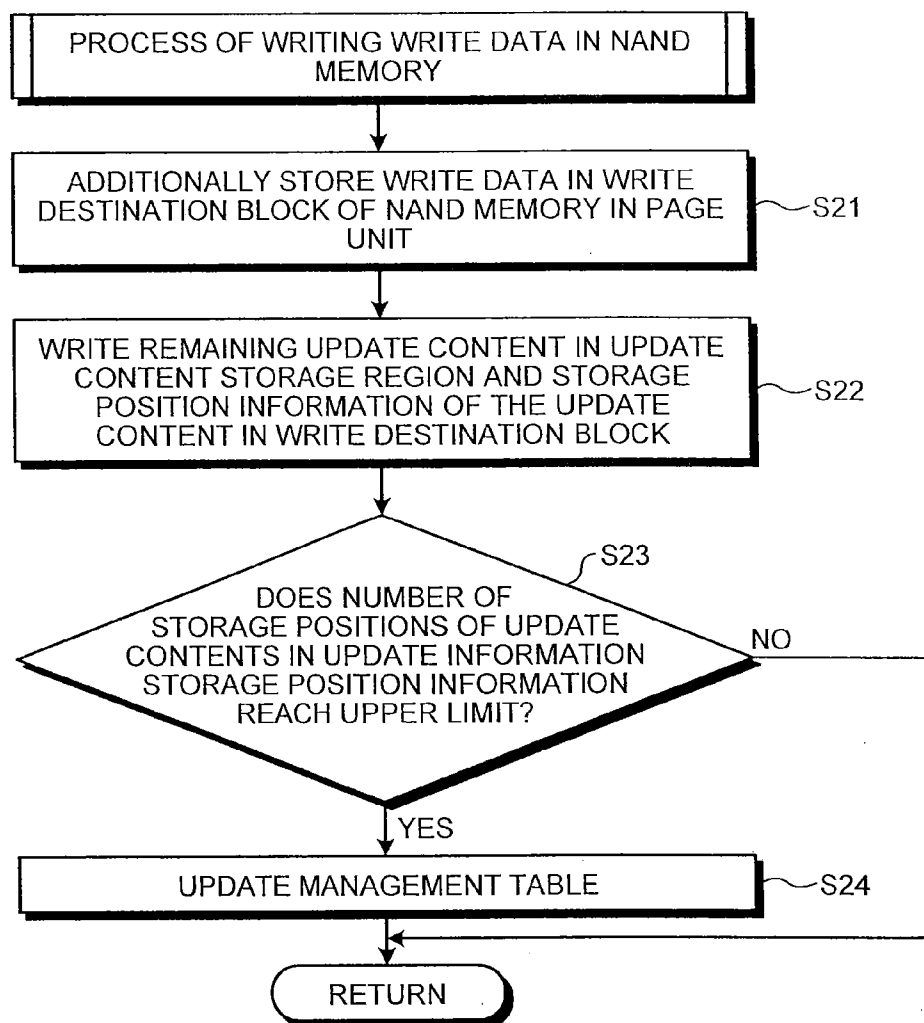 PROCESS OF WRITING WRITE DATA IN NAND
MEMORY
ADDITIONALLY STORE WRITE DATA IN WRITE
DESTINATION BLOCK OF NAND MEMORY IN PAGE
UNIT
S21
WRITE REMAINING UPDATE CONTENT IN UPDATE
CONTENT STORAGE REGION AND STORAGE
POSITION INFORMATION OF THE UPDATE
CONTENT IN WRITE DESTINATION BLOCK
S22
S23
DOES NUMBER OF
STORAGE POSITIONS OF UPDATE
CONTENTS IN UPDATE INFORMATION
STORAGE POSITION INFORMATION
REACH UPPER LIMIT?
NO
YES
UPDATE MANAGEMENT TABLE
S24
RETURN